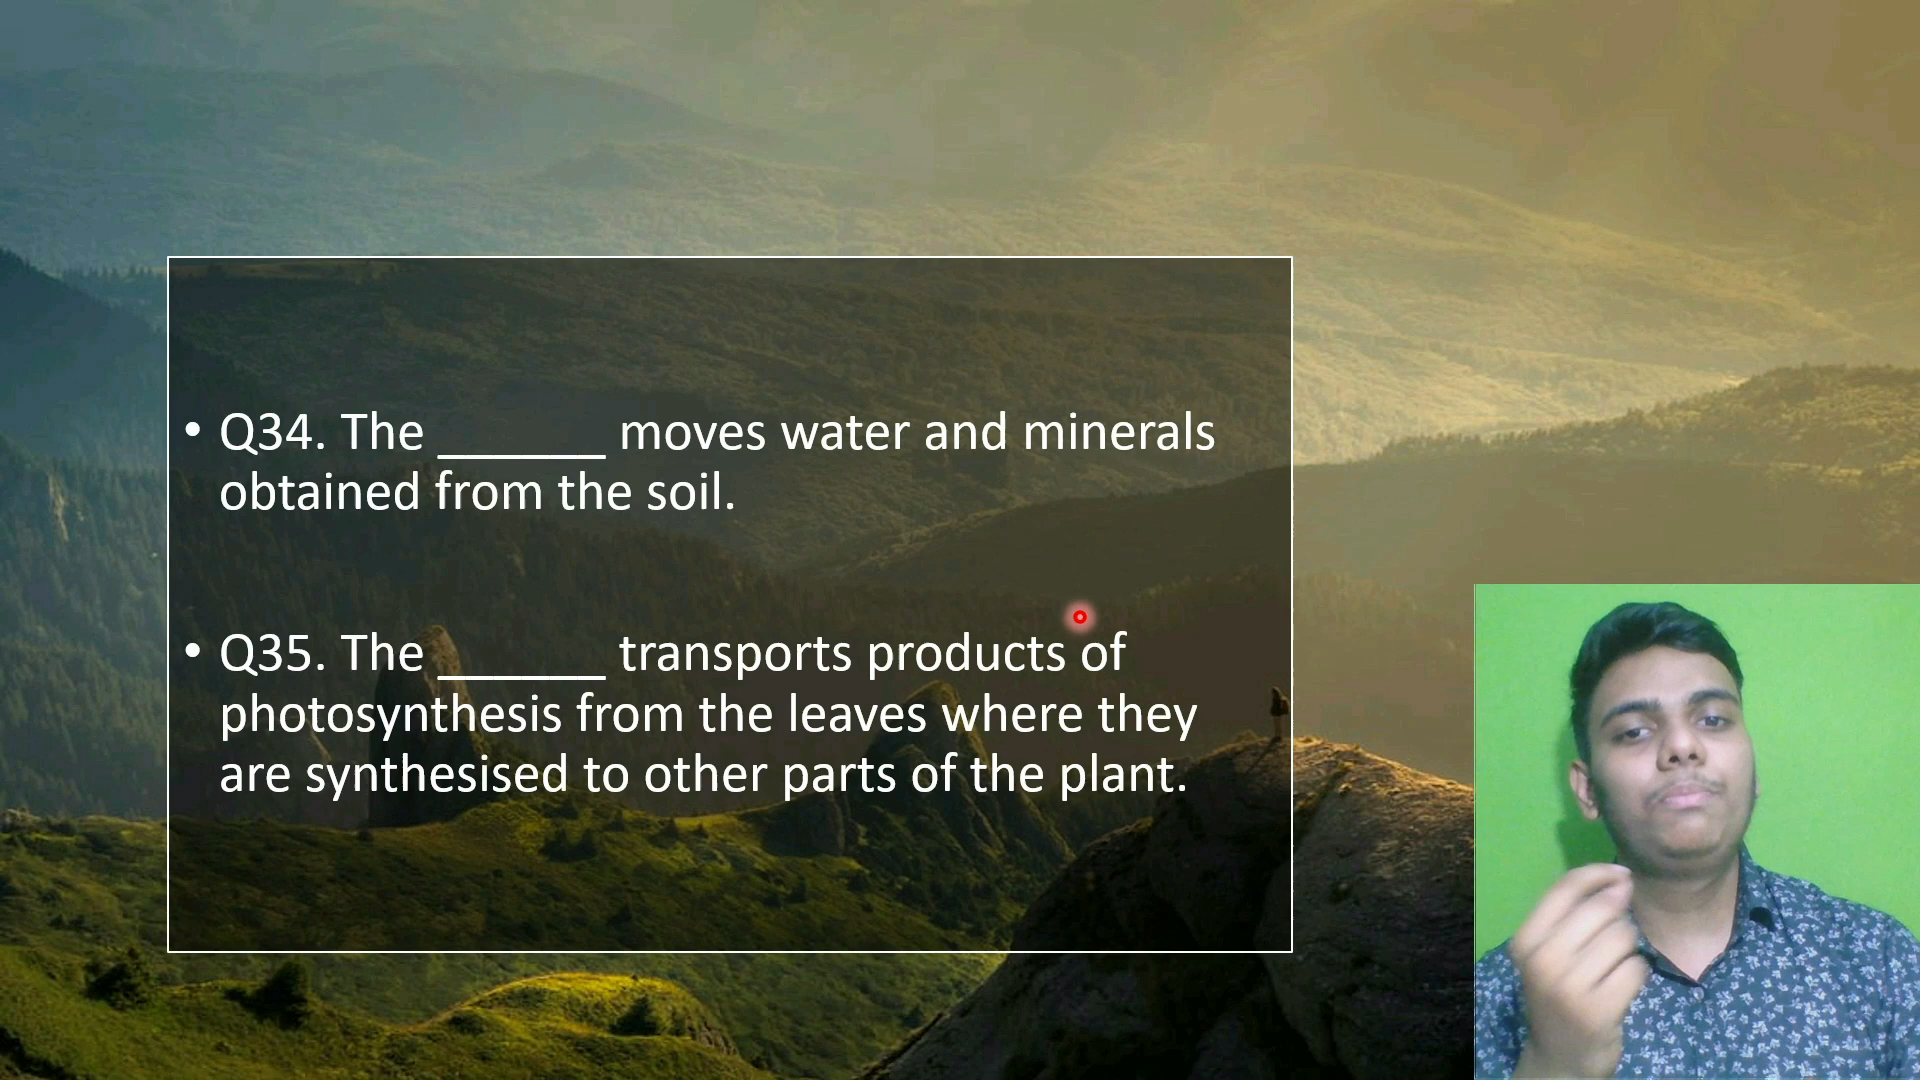 • Q34. The ______ moves water and minerals
obtained from the soil.
• Q35. The ______ transports products of
photosynthesis from the leaves where they
are synthesised to other parts of the plant.